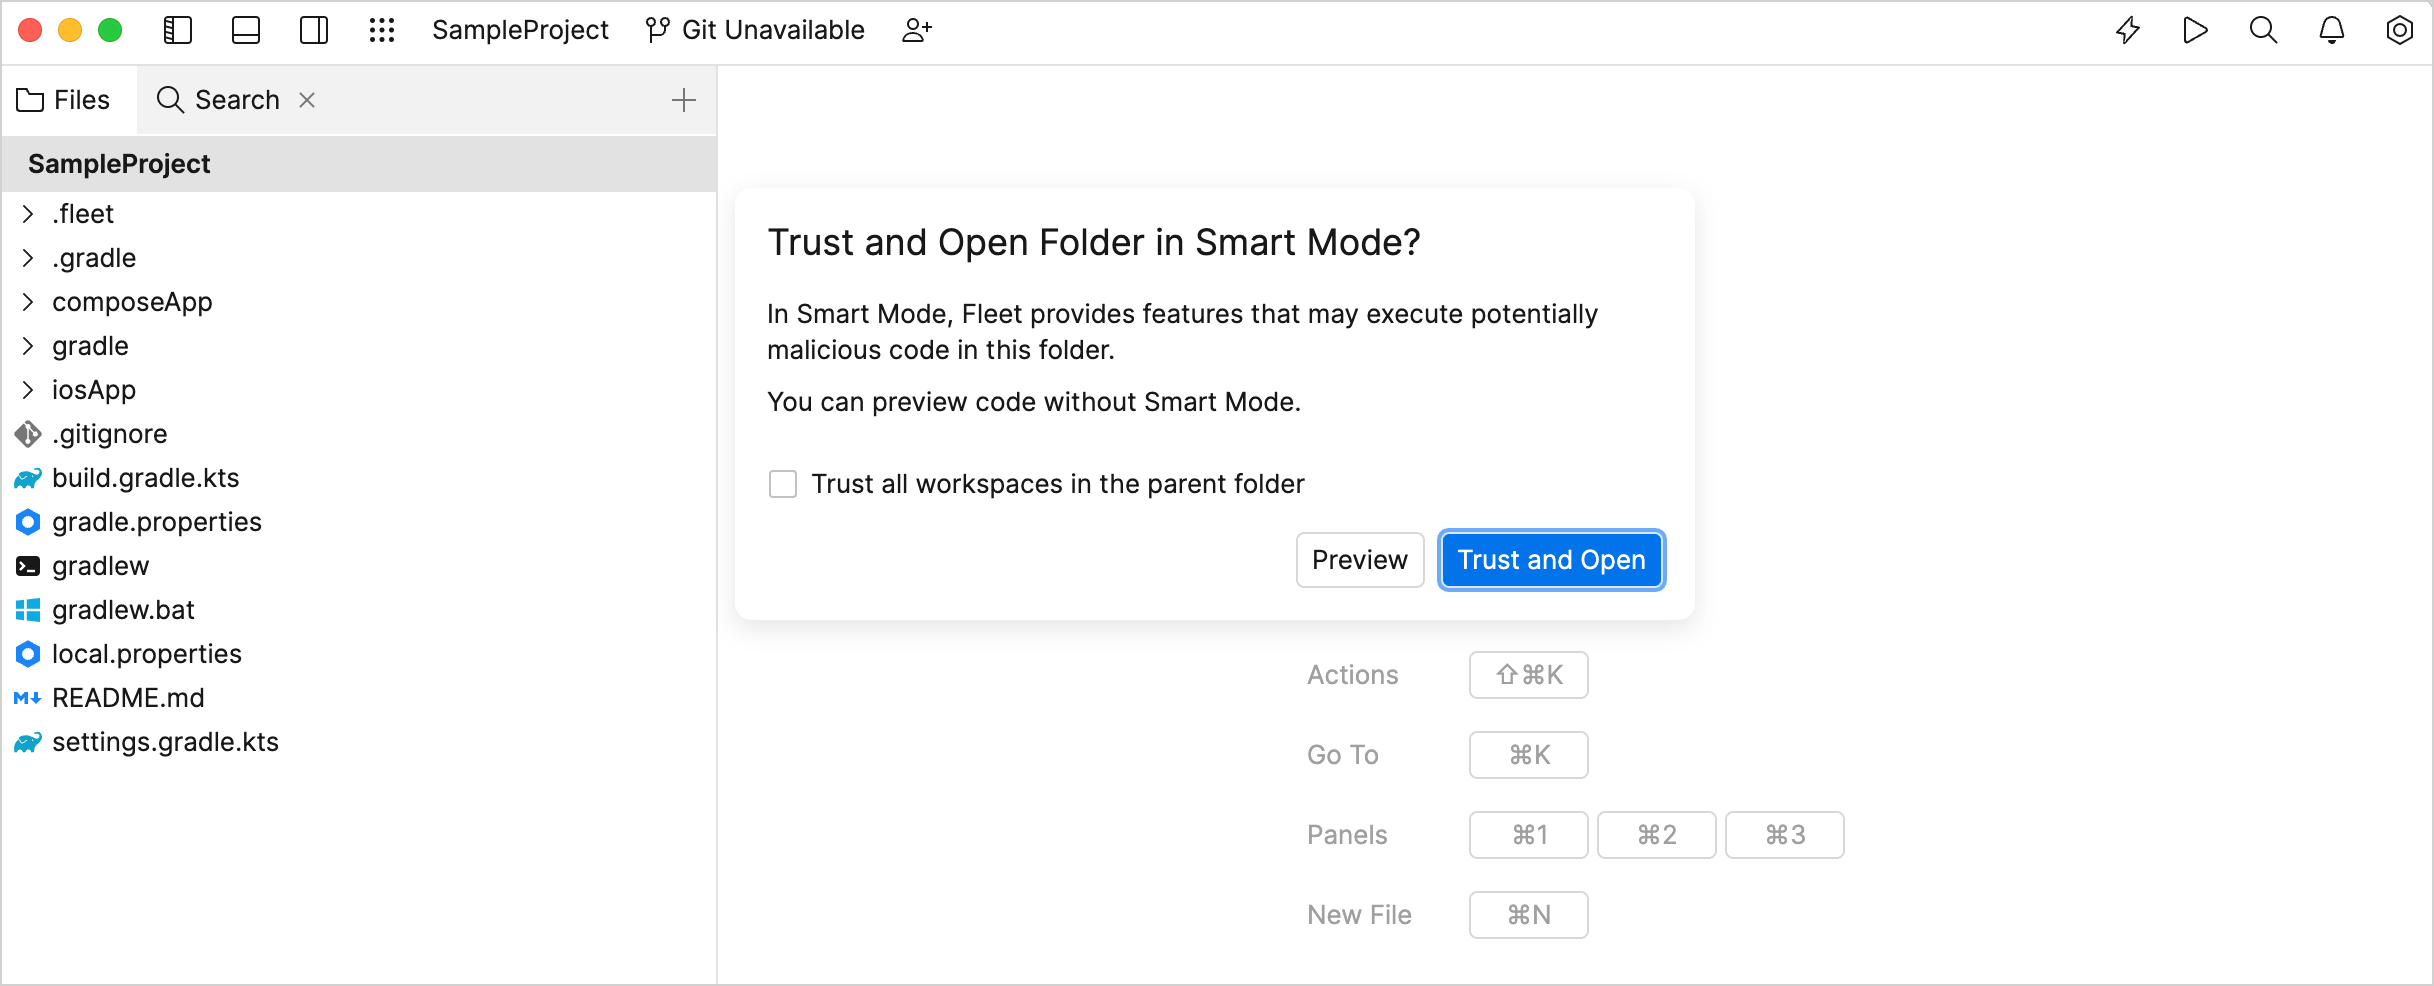 SampleProject
Git Unavailable
Files
Search
SampleProject
.fleet
.gradle
composeApp
gradle
iosApp
.gitignore
build.gradle.kts
gradle.properties
gradlew
gradlew.bat
local.properties
M↓ README.md
settings.gradle.kts
Trust and Open Folder in Smart Mode?
In Smart Mode, Fleet provides features that may execute potentially
malicious code in this folder.
You can preview code without Smart Mode.
Trust all workspaces in the parent folder
Preview
Trust and Open
Actions ⇧⌘K
Go To ⌘K
Panels ⌘1 ⌘2 ⌘3
New File ⌘N